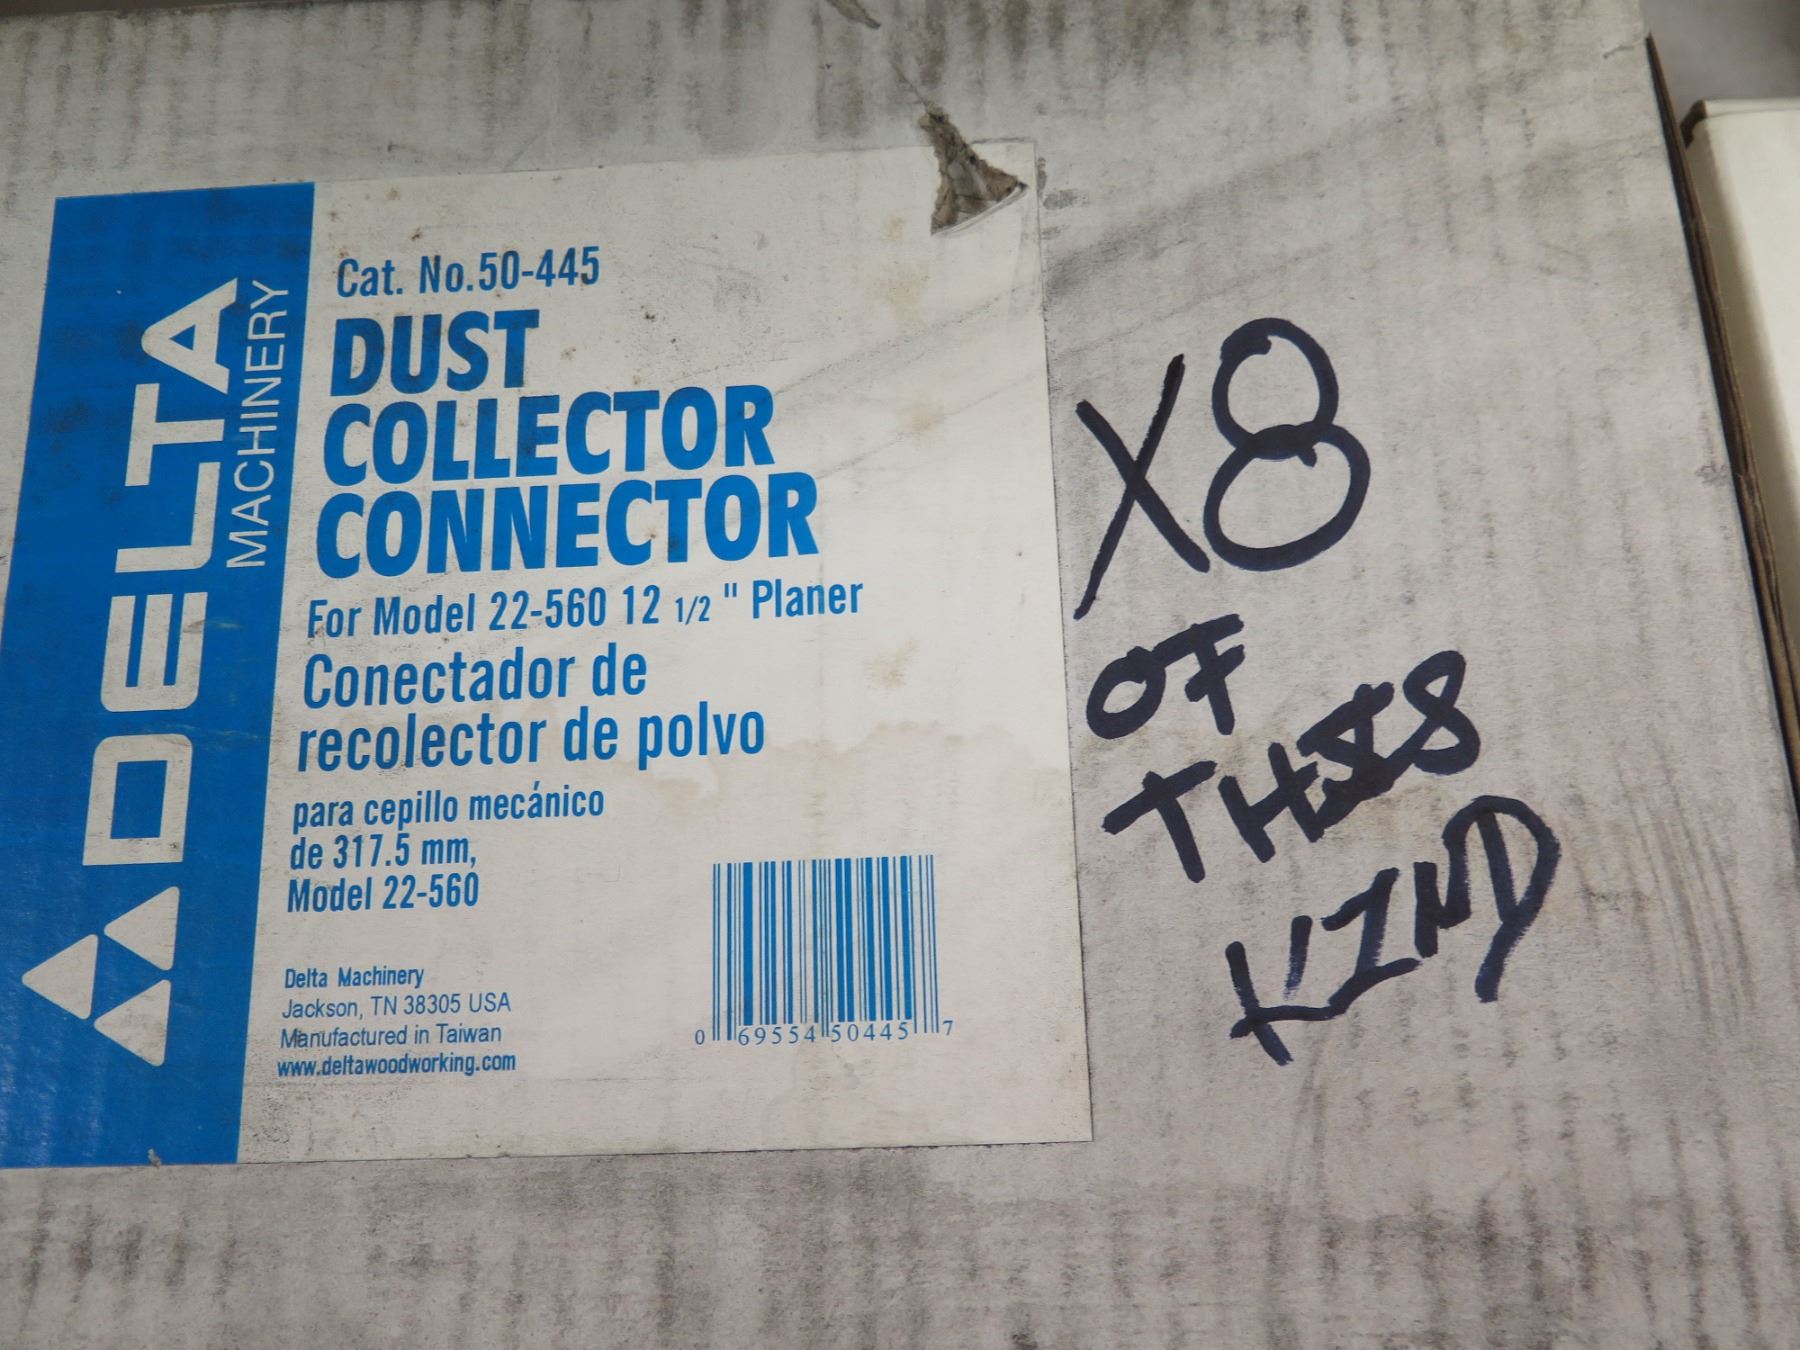 DELTA
MACHINERY
Cat. No.50-445
DUST
COLLECTOR
CONNECTOR
For Model 22-560 12 1/2 " Planer
Conectador de
recolector de polvo
para cepillo mecánico
de 317.5 mm,
Model 22-560
Delta Machinery
Jackson, TN 38305 USA
Manufactured in Taiwan
www.deltawoodworking.com
0 69554 50445 7
X8
OF
THIS
KIND